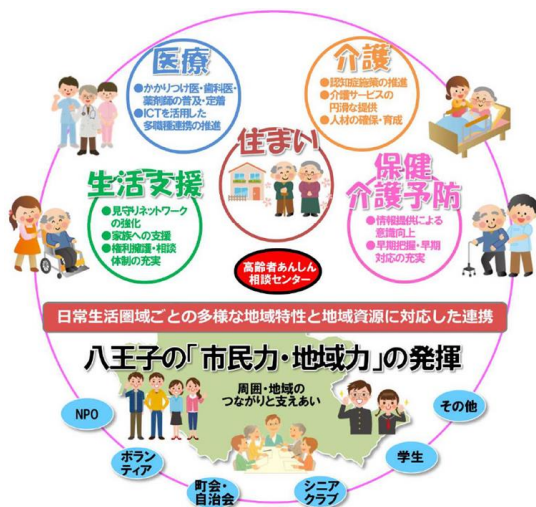 医療
●かかりつけ医・歯科医・
薬剤師の普及・定着
●ICTを活用した
多職種連携の推進
介護
●認知症施策の推進
●介護サービスの
円滑な提供
●人材の確保・育成
住まい
生活支援
●見守りネットワーク
の強化
●家族への支援
●権利擁護・相談
体制の充実
保健
介護予防
●情報提供による
意識向上
●早期把握・早期
対応の充実
高齢者あんしん
相談センター
日常生活圏域ごとの多様な地域特性と地域資源に対応した連携
八王子の「市民力・地域力」の発揮
周囲・地域の
つながりと支えあい
NPO
ボラン
ティア
町会・
自治会
シニア
クラブ
学生
その他